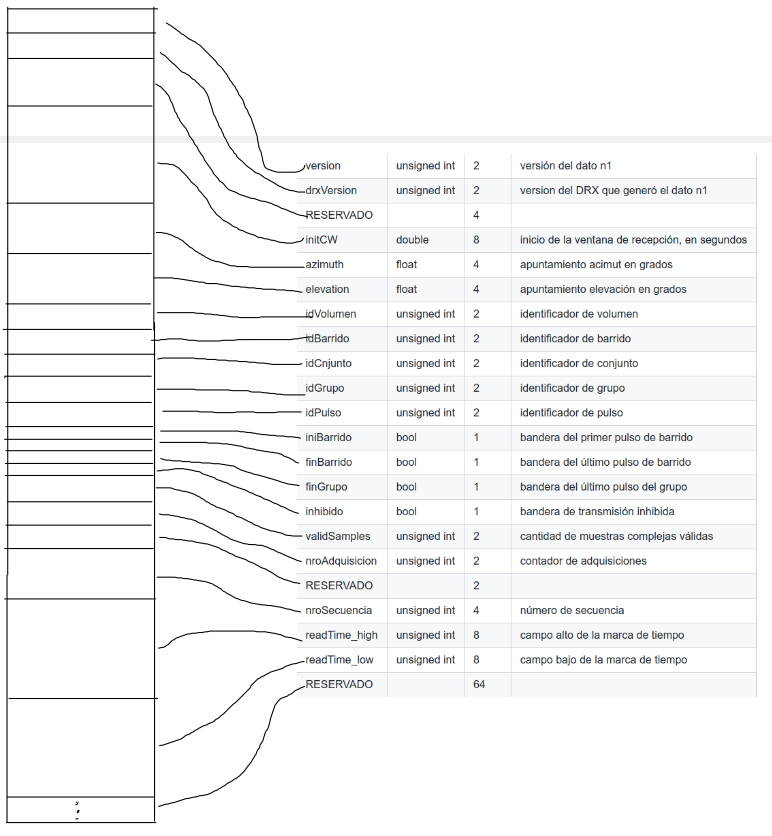 version unsigned int 2 versión del dato n1
drxVersion unsigned int 2 version del DRX que generó el dato n1
RESERVADO 4
initCW double 8 inicio de la ventana de recepción, en segundos
azimuth float 4 apuntamiento acimut en grados
elevation float 4 apuntamiento elevación en grados
idVolumen unsigned int 2 identificador de volumen
idBarrido unsigned int 2 identificador de barrido
idCnjunto unsigned int 2 identificador de conjunto
idGrupo unsigned int 2 identificador de grupo
idPulso unsigned int 2 identificador de pulso
iniBarrido bool 1 bandera del primer pulso de barrido
finBarrido bool 1 bandera del último pulso de barrido
finGrupo bool 1 bandera del último pulso del grupo
inhibido bool 1 bandera de transmisión inhibida
validSamples unsigned int 2 cantidad de muestras complejas válidas
nroAdquisicion unsigned int 2 contador de adquisiciones
RESERVADO 2
nroSecuencia unsigned int 4 número de secuencia
readTime_high unsigned int 8 campo alto de la marca de tiempo
readTime_low unsigned int 8 campo bajo de la marca de tiempo
RESERVADO 64